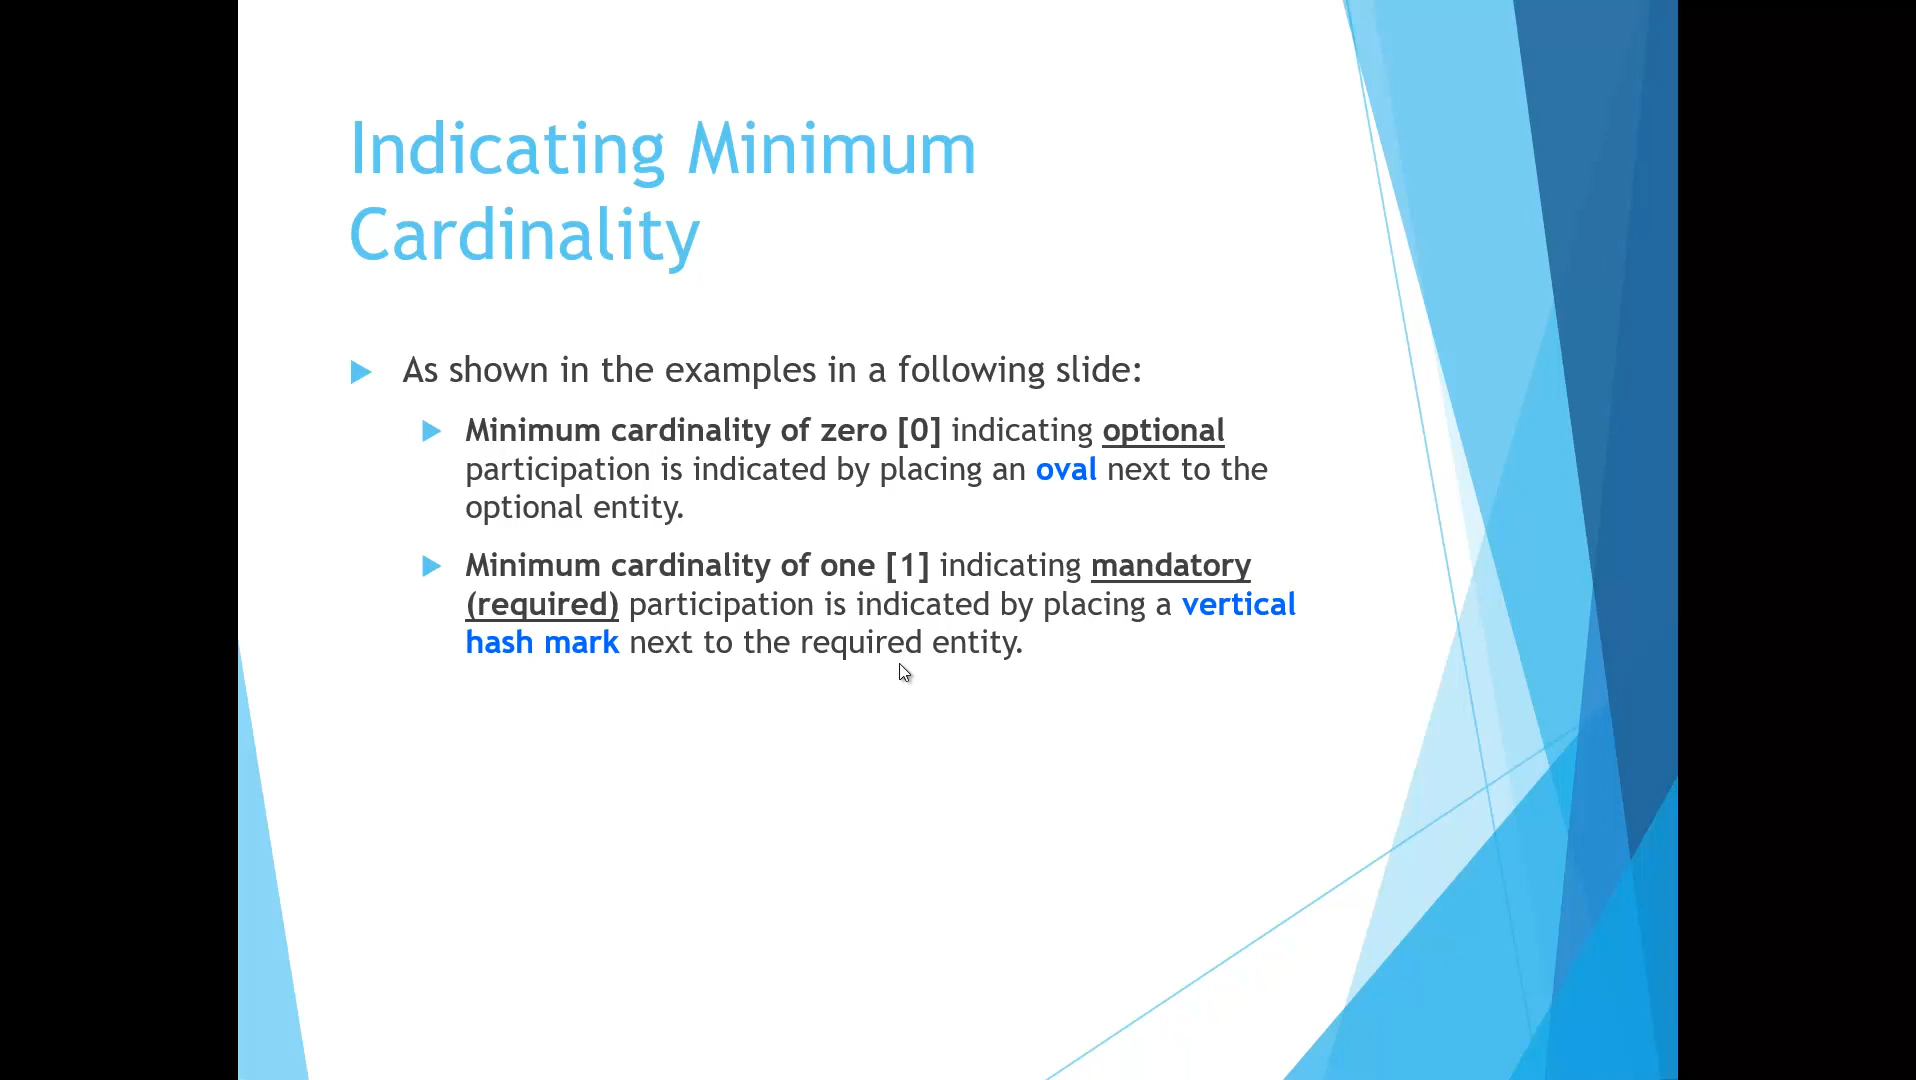 Indicating Minimum
Cardinality
As shown in the examples in a following slide:
Minimum cardinality of zero [0] indicating optional
participation is indicated by placing an oval next to the
optional entity.
Minimum cardinality of one [1] indicating mandatory
(required) participation is indicated by placing a vertical
hash mark next to the required entity.